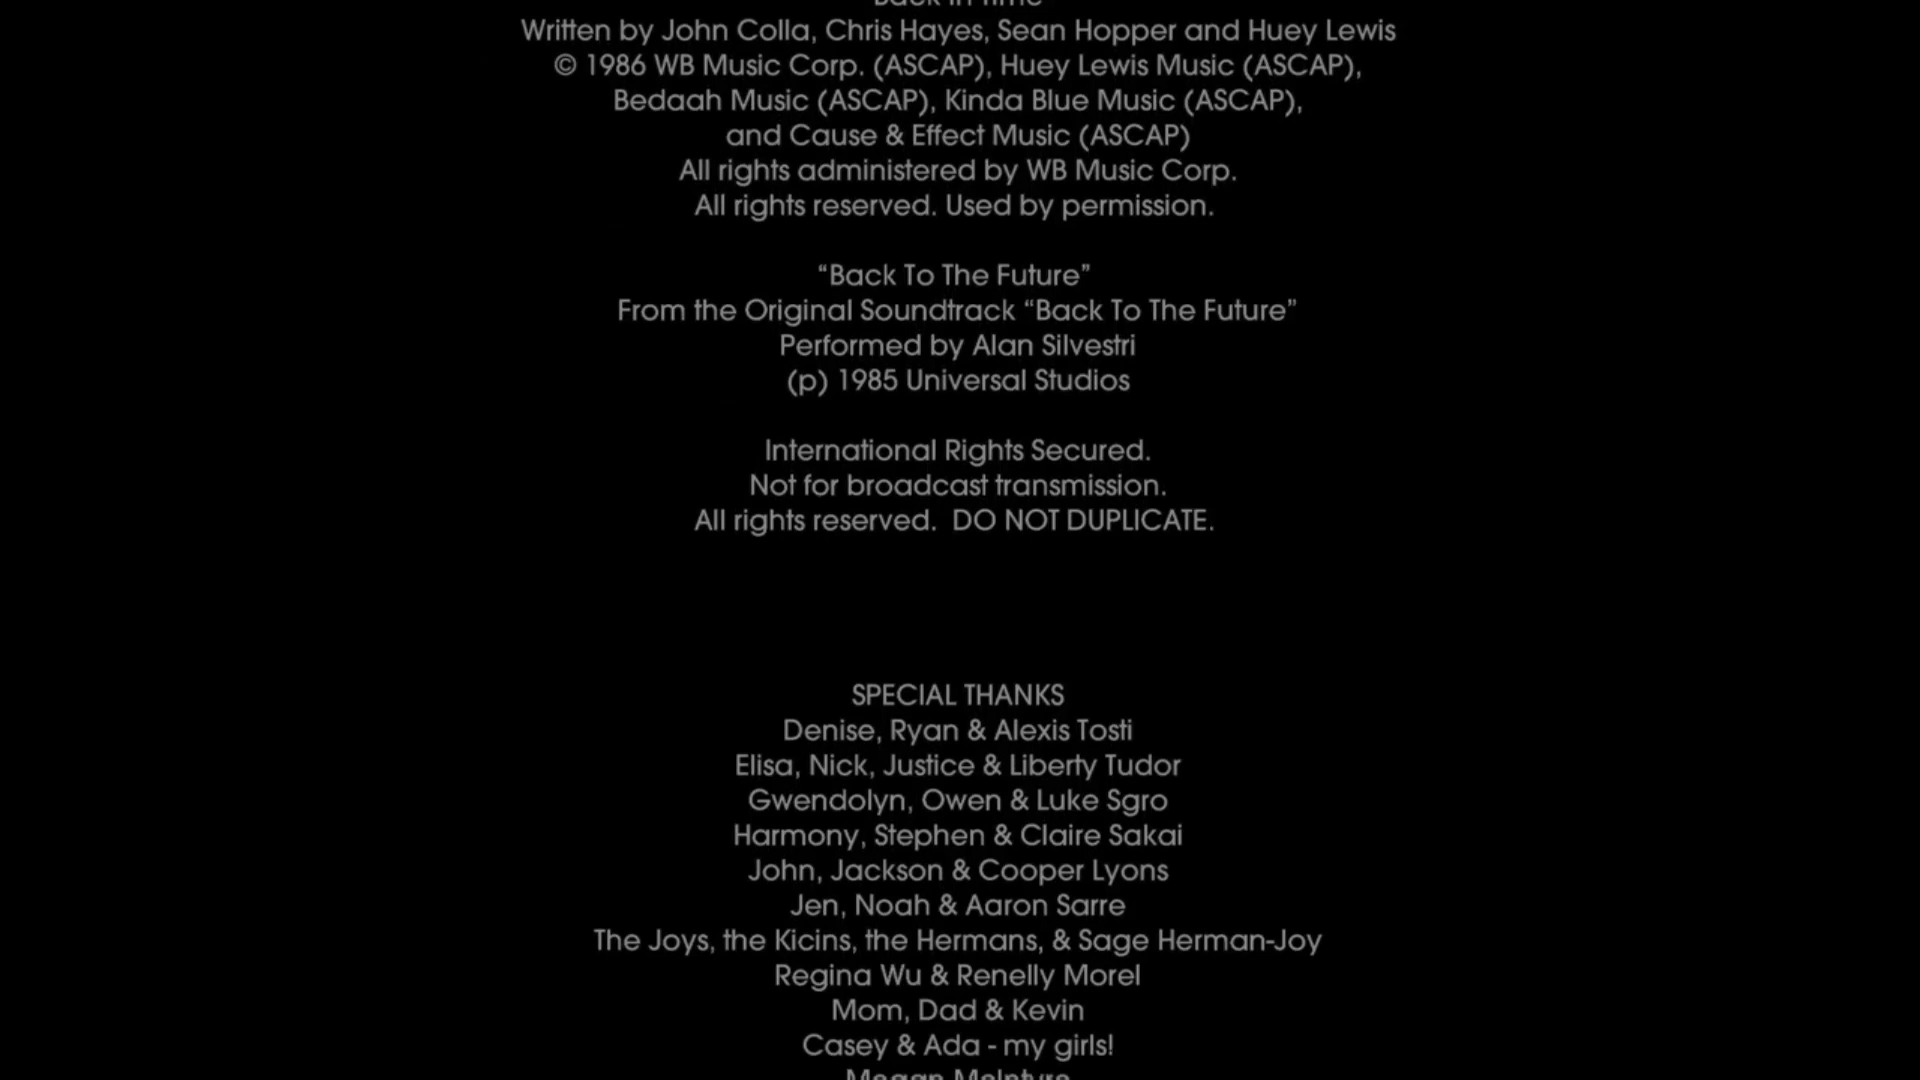 Back In Time
Written by John Colla, Chris Hayes, Sean Hopper and Huey Lewis
© 1986 WB Music Corp. (ASCAP), Huey Lewis Music (ASCAP),
Bedaah Music (ASCAP), Kinda Blue Music (ASCAP),
and Cause & Effect Music (ASCAP)
All rights administered by WB Music Corp.
All rights reserved. Used by permission.
“Back To The Future”
From the Original Soundtrack “Back To The Future”
Performed by Alan Silvestri
(p) 1985 Universal Studios
International Rights Secured.
Not for broadcast transmission.
All rights reserved.  DO NOT DUPLICATE.
SPECIAL THANKS
Denise, Ryan & Alexis Tosti
Elisa, Nick, Justice & Liberty Tudor
Gwendolyn, Owen & Luke Sgro
Harmony, Stephen & Claire Sakai
John, Jackson & Cooper Lyons
Jen, Noah & Aaron Sarre
The Joys, the Kicins, the Hermans, & Sage Herman-Joy
Regina Wu & Renelly Morel
Mom, Dad & Kevin
Casey & Ada - my girls!
Megan McIntyre